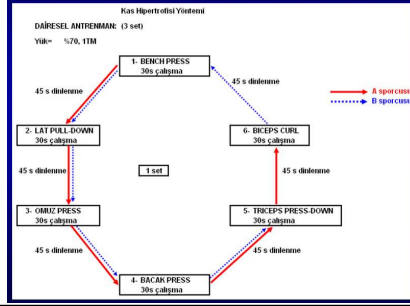 Kas Hipertrofisi Yöntemi
DAİRESEL ANTRENMAN: (3 set)
Yük= %70, 1TM
1- BENCH PRESS
30s çalışma
45 s dinlenme
45 s dinlenme
A sporcusu
B sporcusu
2- LAT PULL-DOWN
30s çalışma
6- BICEPS CURL
30s çalışma
45 s dinlenme
1 set
45 s dinlenme
3- OMUZ PRESS
30s çalışma
5- TRICEPS PRESS-DOWN
30s çalışma
45 s dinlenme
45 s dinlenme
4- BACAK PRESS
30s çalışma